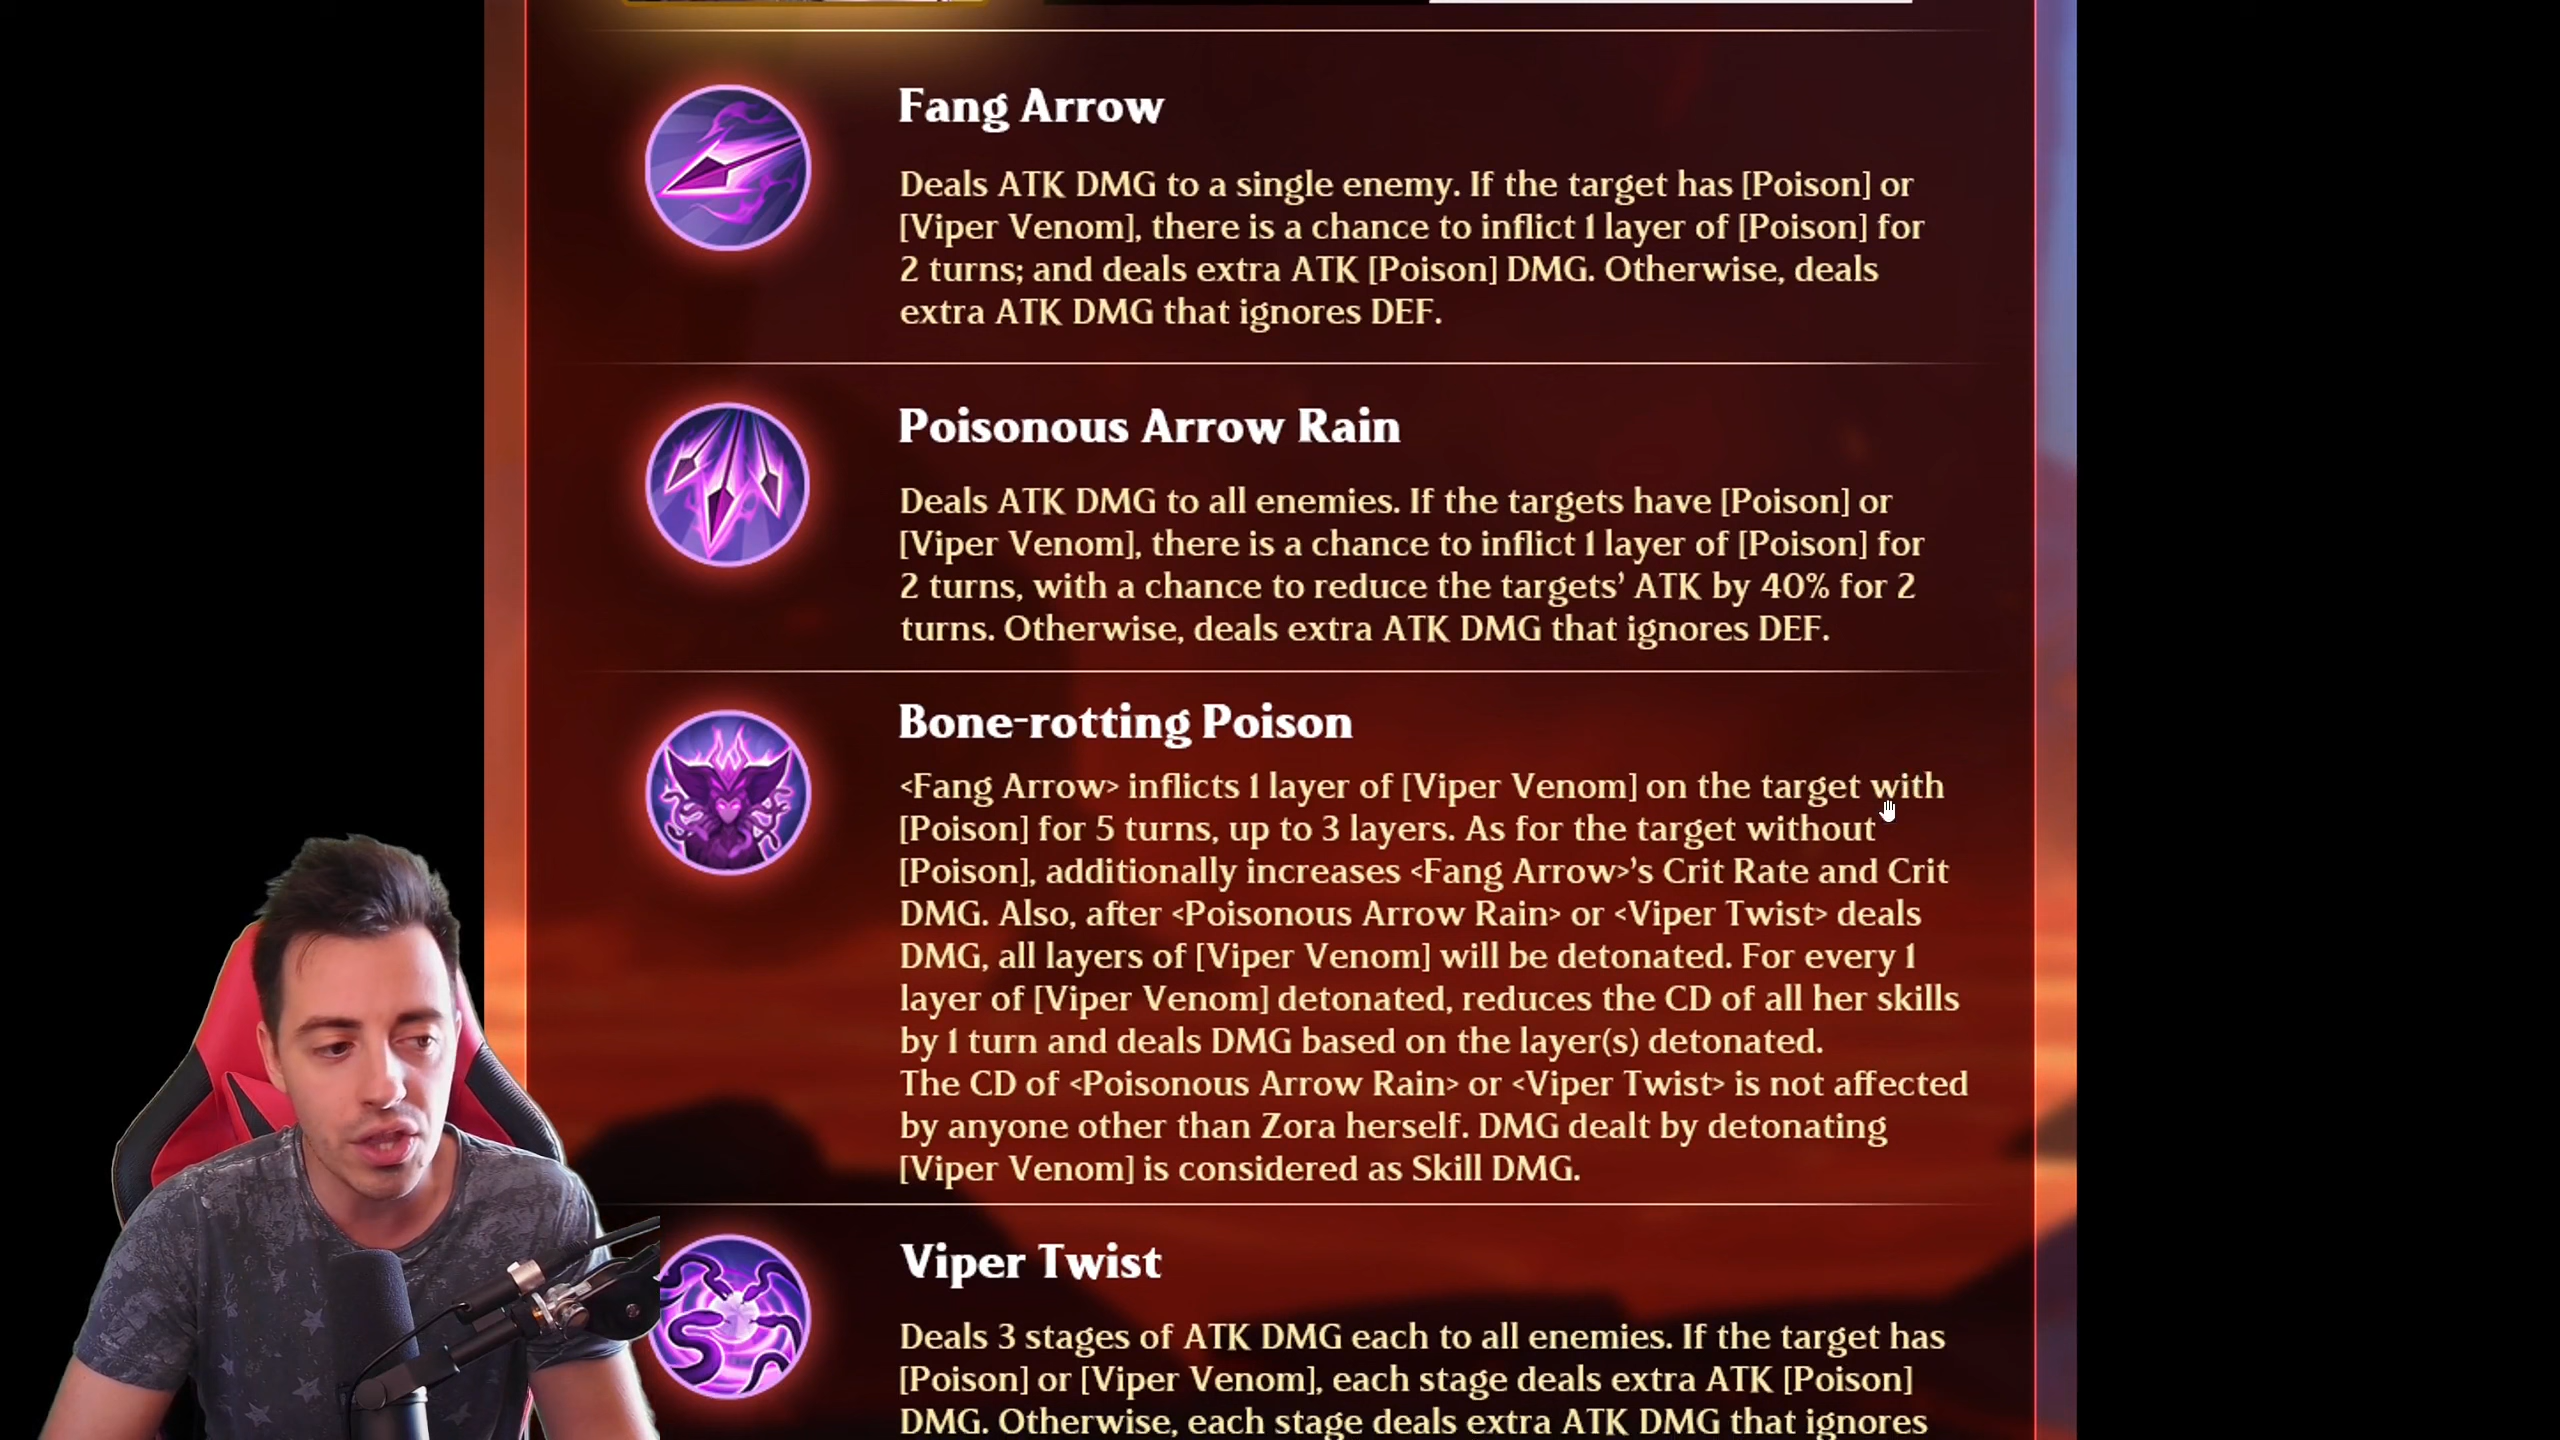 Fang Arrow
Deals ATK DMG to a single enemy. If the target has [Poison] or
[Viper Venom], there is a chance to inflict 1 layer of [Poison] for
2 turns; and deals extra ATK [Poison] DMG. Otherwise, deals
extra ATK DMG that ignores DEF.
Poisonous Arrow Rain
Deals ATK DMG to all enemies. If the targets have [Poison] or
[Viper Venom], there is a chance to inflict 1 layer of [Poison] for
2 turns, with a chance to reduce the targets' ATK by 40% for 2
turns. Otherwise, deals extra ATK DMG that ignores DEF.
Bone-rotting Poison
<Fang Arrow> inflicts 1 layer of [Viper Venom] on the target with
[Poison] for 5 turns, up to 3 layers. As for the target without
[Poison], additionally increases <Fang Arrow>'s Crit Rate and Crit
DMG. Also, after <Poisonous Arrow Rain> or <Viper Twist> deals
DMG, all layers of [Viper Venom] will be detonated. For every 1
layer of [Viper Venom] detonated, reduces the CD of all her skills
by 1 turn and deals DMG based on the layer(s) detonated.
The CD of <Poisonous Arrow Rain> or <Viper Twist> is not affected
by anyone other than Zora herself. DMG dealt by detonating
[Viper Venom] is considered as Skill DMG.
Viper Twist
Deals 3 stages of ATK DMG each to all enemies. If the target has
[Poison] or [Viper Venom], each stage deals extra ATK [Poison]
DMG. Otherwise, each stage deals extra ATK DMG that ignores